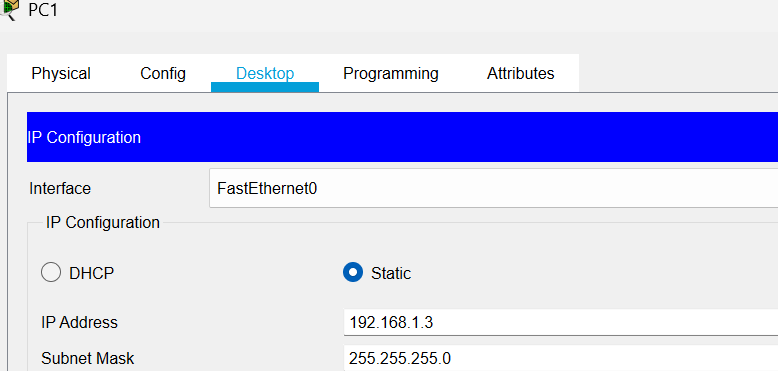 PC1
Physical Config Desktop Programming Attributes
IP Configuration
Interface FastEthernet0
IP Configuration
DHCP Static
IP Address 192.168.1.3
Subnet Mask 255.255.255.0